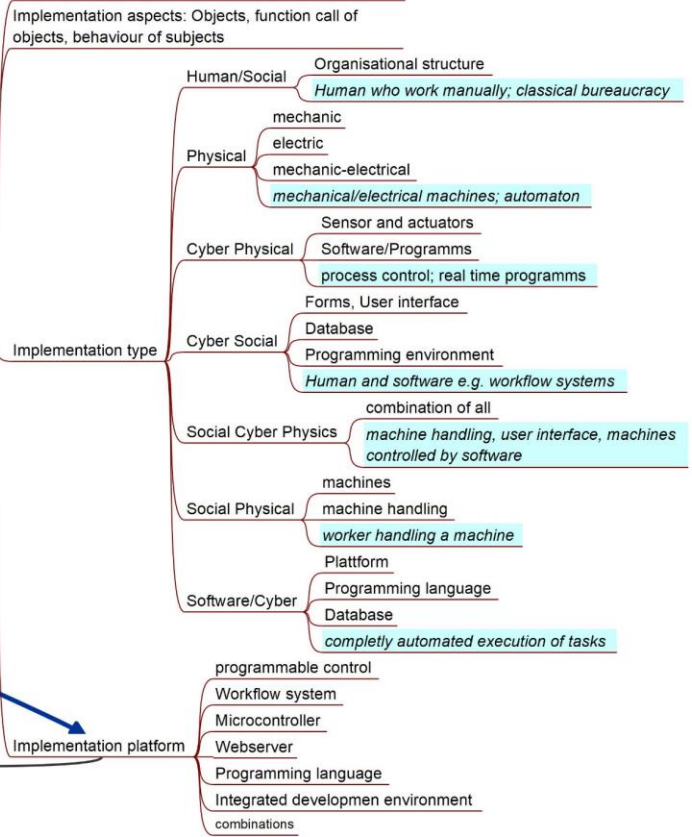 Implementation aspects: Objects, function call of
objects, behaviour of subjects
Implementation type
Human/Social
Organisational structure
Human who work manually; classical bureaucracy
Physical
mechanic
electric
mechanic-electrical
mechanical/electrical machines; automaton
Cyber Physical
Sensor and actuators
Software/Programms
process control; real time programms
Cyber Social
Forms, User interface
Database
Programming environment
Human and software e.g. workflow systems
Social Cyber Physics
combination of all
machine handling, user interface, machines
controlled by software
Social Physical
machines
machine handling
worker handling a machine
Software/Cyber
Plattform
Programming language
Database
completly automated execution of tasks
Implementation platform
programmable control
Workflow system
Microcontroller
Webserver
Programming language
Integrated developmen environment
combinations